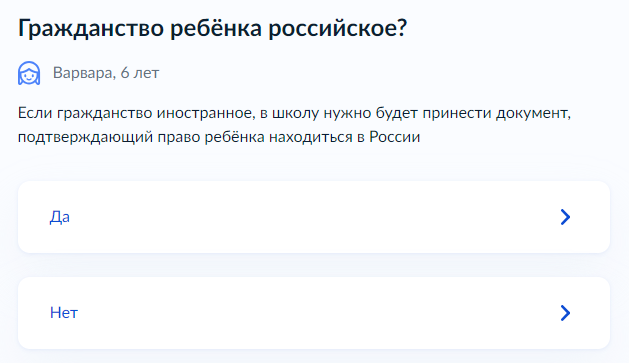 Гражданство ребёнка российское?
Варвара, 6 лет
Если гражданство иностранное, в школу нужно будет принести документ,
подтверждающий право ребёнка находиться в России
Да
Нет